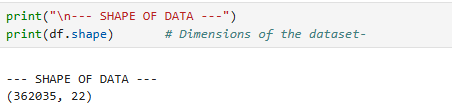 print("\n--- SHAPE OF DATA ---")
print(df.shape)       # Dimensions of the dataset-
--- SHAPE OF DATA ---
(362035, 22)